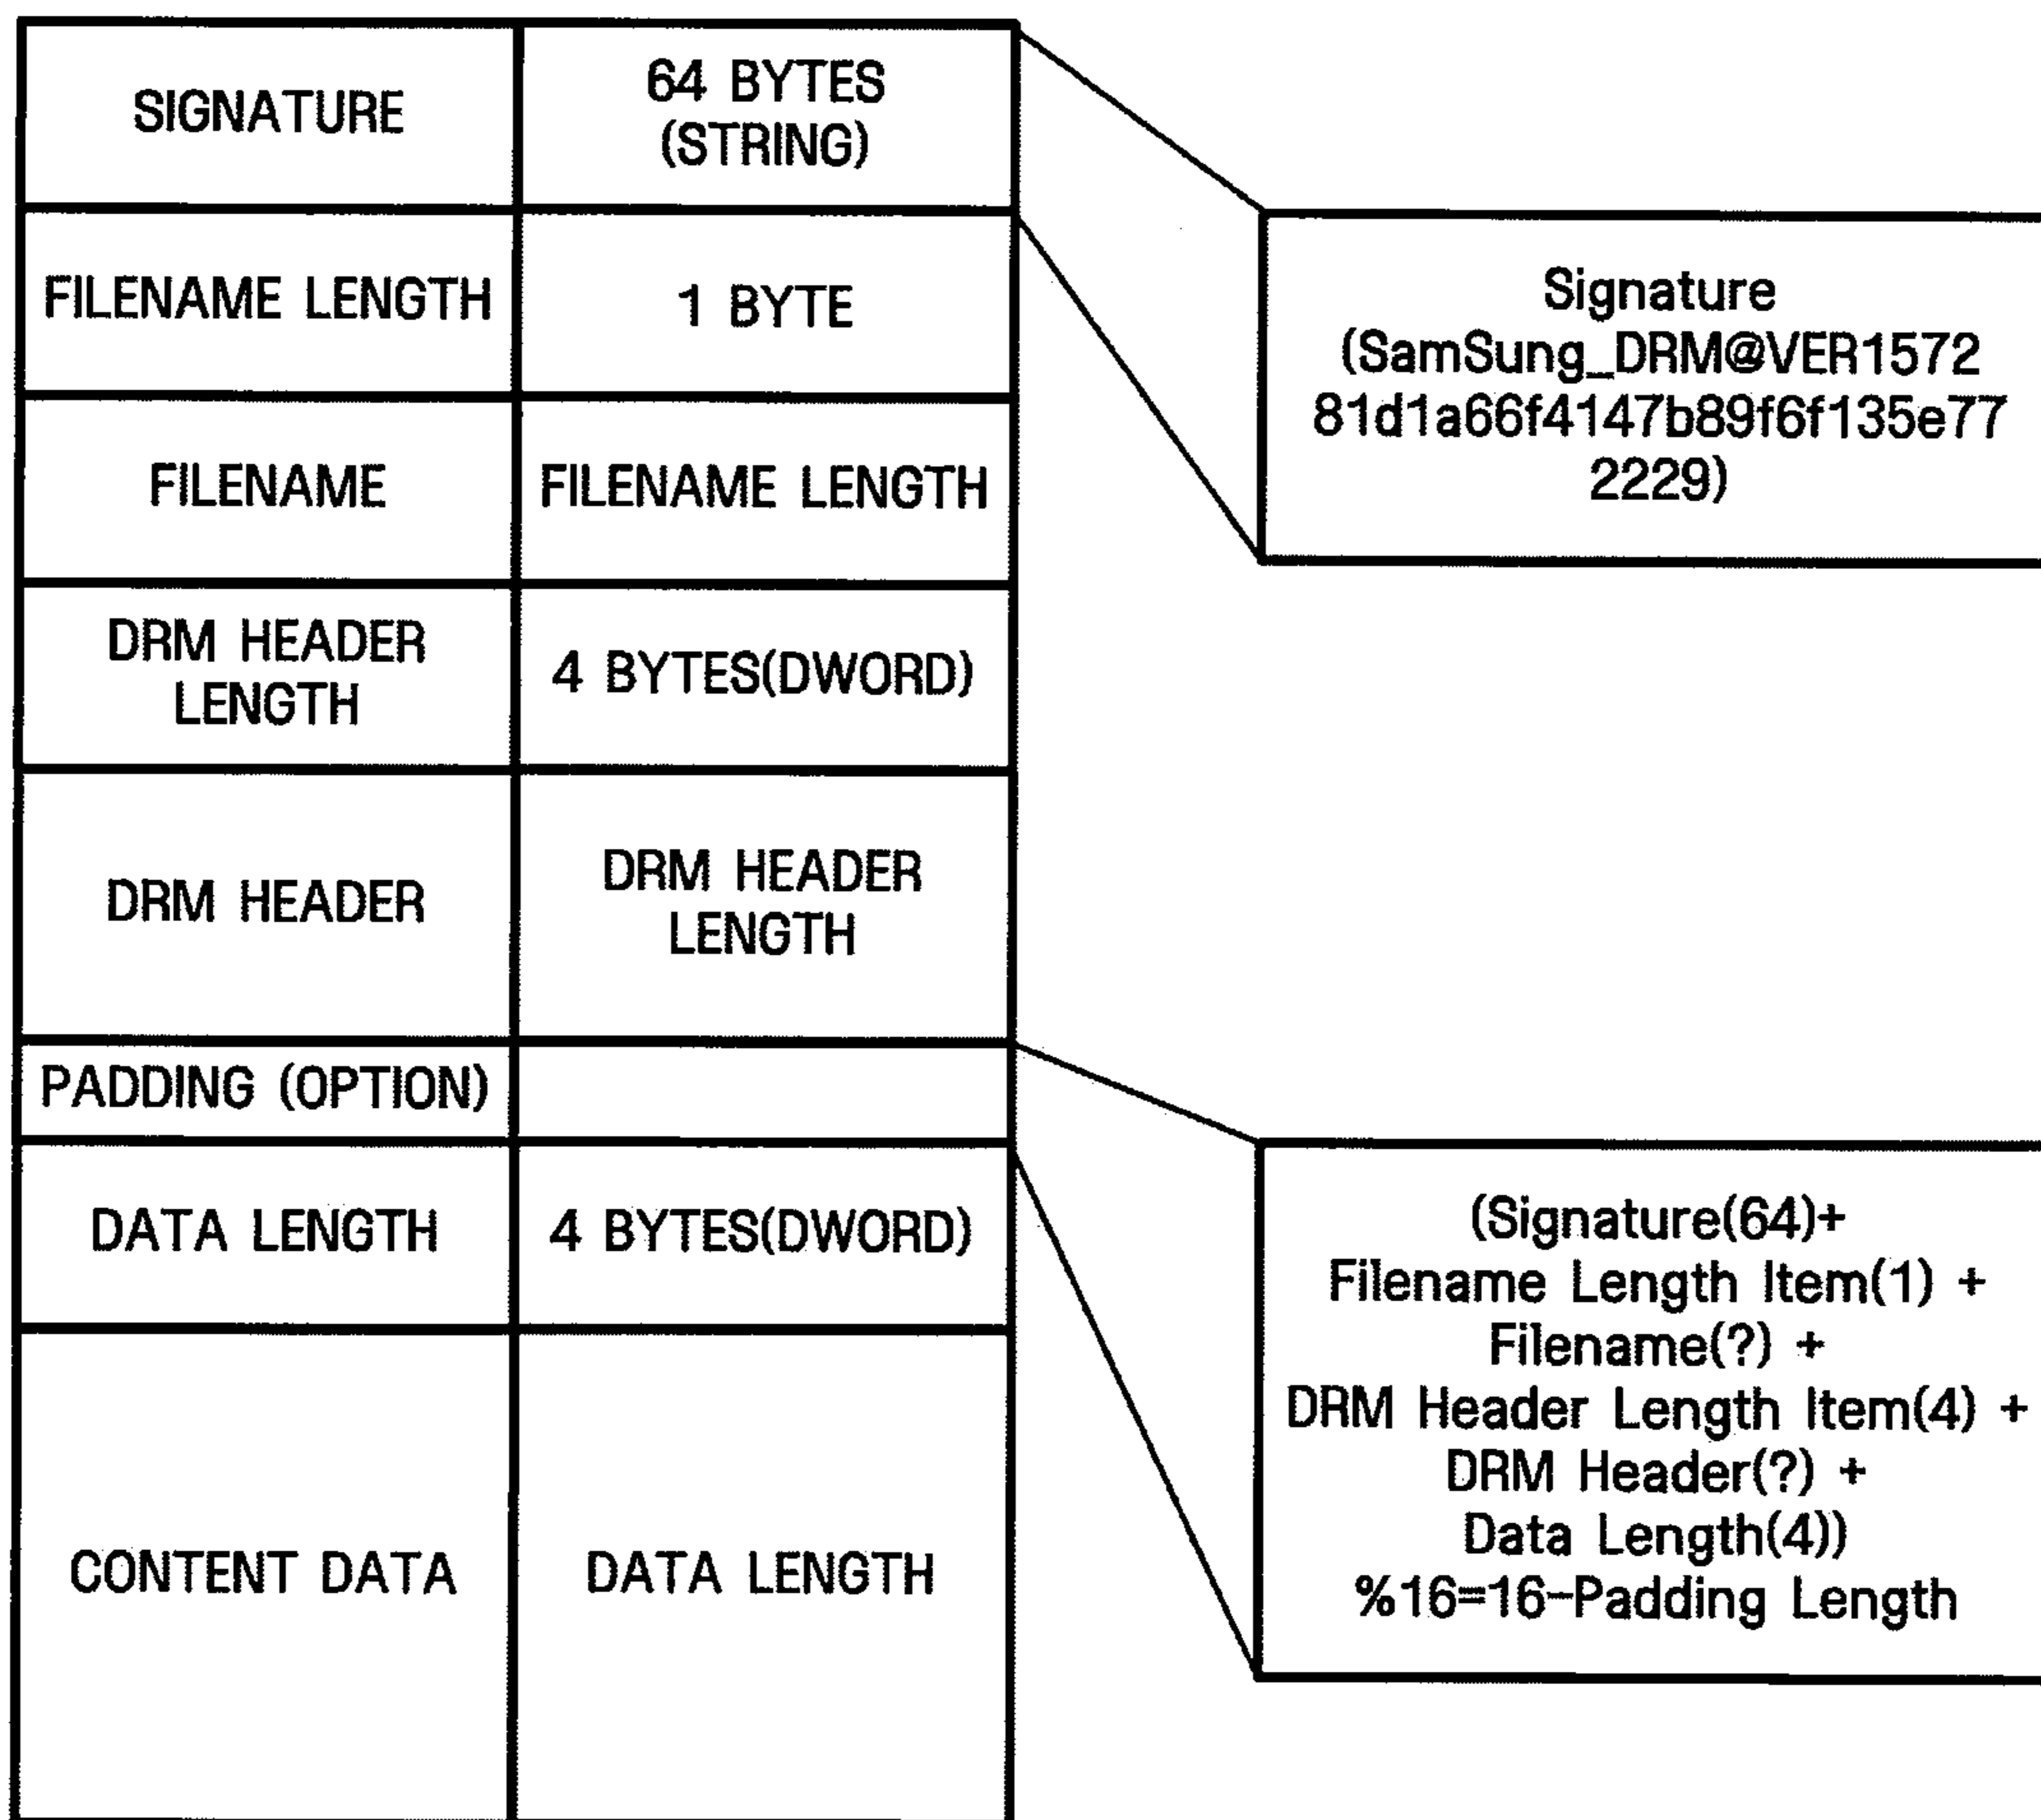 SIGNATURE
64 BYTES
(STRING)
FILENAME LENGTH
1 BYTE
FILENAME
FILENAME LENGTH
DRM HEADER
LENGTH
4 BYTES(DWORD)
DRM HEADER
DRM HEADER
LENGTH
PADDING (OPTION)
DATA LENGTH
4 BYTES(DWORD)
CONTENT DATA
DATA LENGTH
Signature
(SamSung_DRM@VER1572
81d1a66f4147b89f6f135e77
2229)
(Signature(64)+
Filename Length Item(1) +
Filename(?) +
DRM Header Length Item(4) +
DRM Header(?) +
Data Length(4))
%16=16-Padding Length